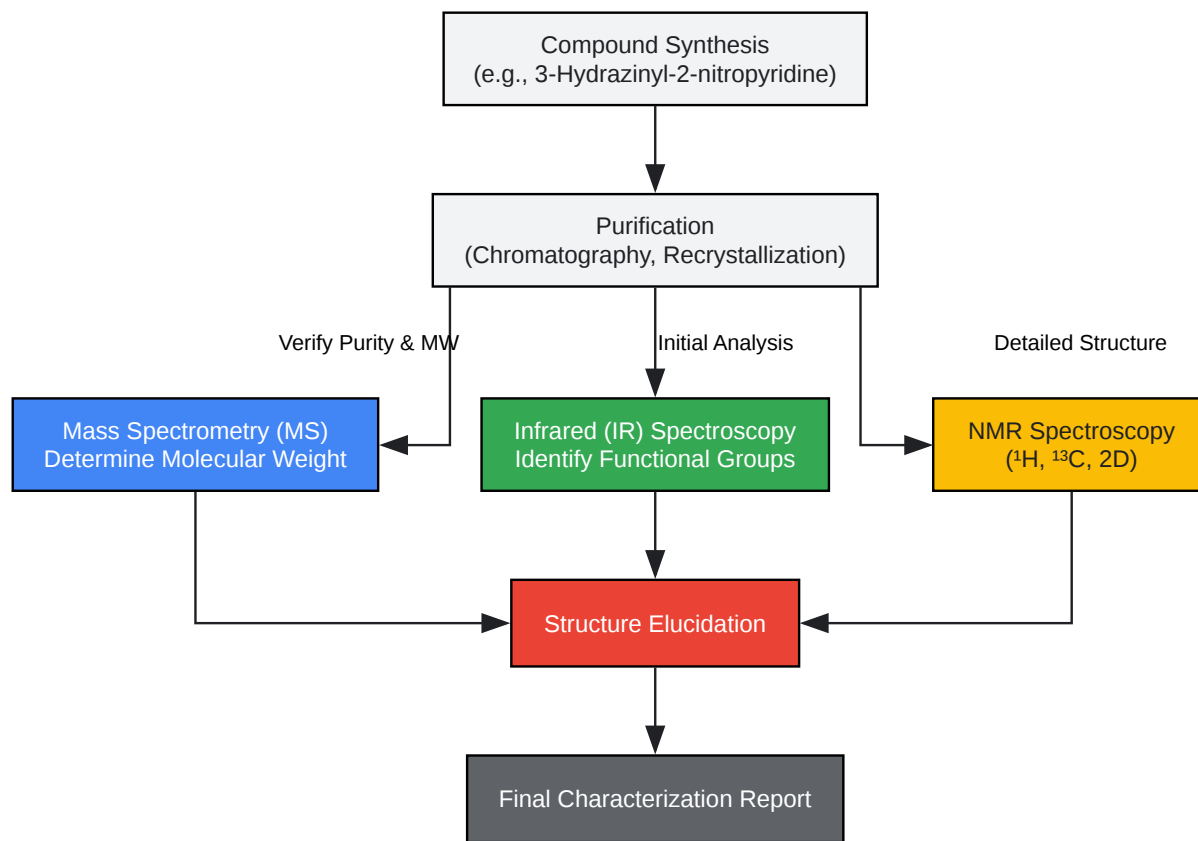 Compound Synthesis
(e.g., 3-Hydrazinyl-2-nitropyridine)
Purification
(Chromatography, Recrystallization)
Verify Purity & MW
Initial Analysis
Detailed Structure
Mass Spectrometry (MS)
Determine Molecular Weight
Infrared (IR) Spectroscopy
Identify Functional Groups
NMR Spectroscopy
(¹H, ¹³C, 2D)
Structure Elucidation
Final Characterization Report